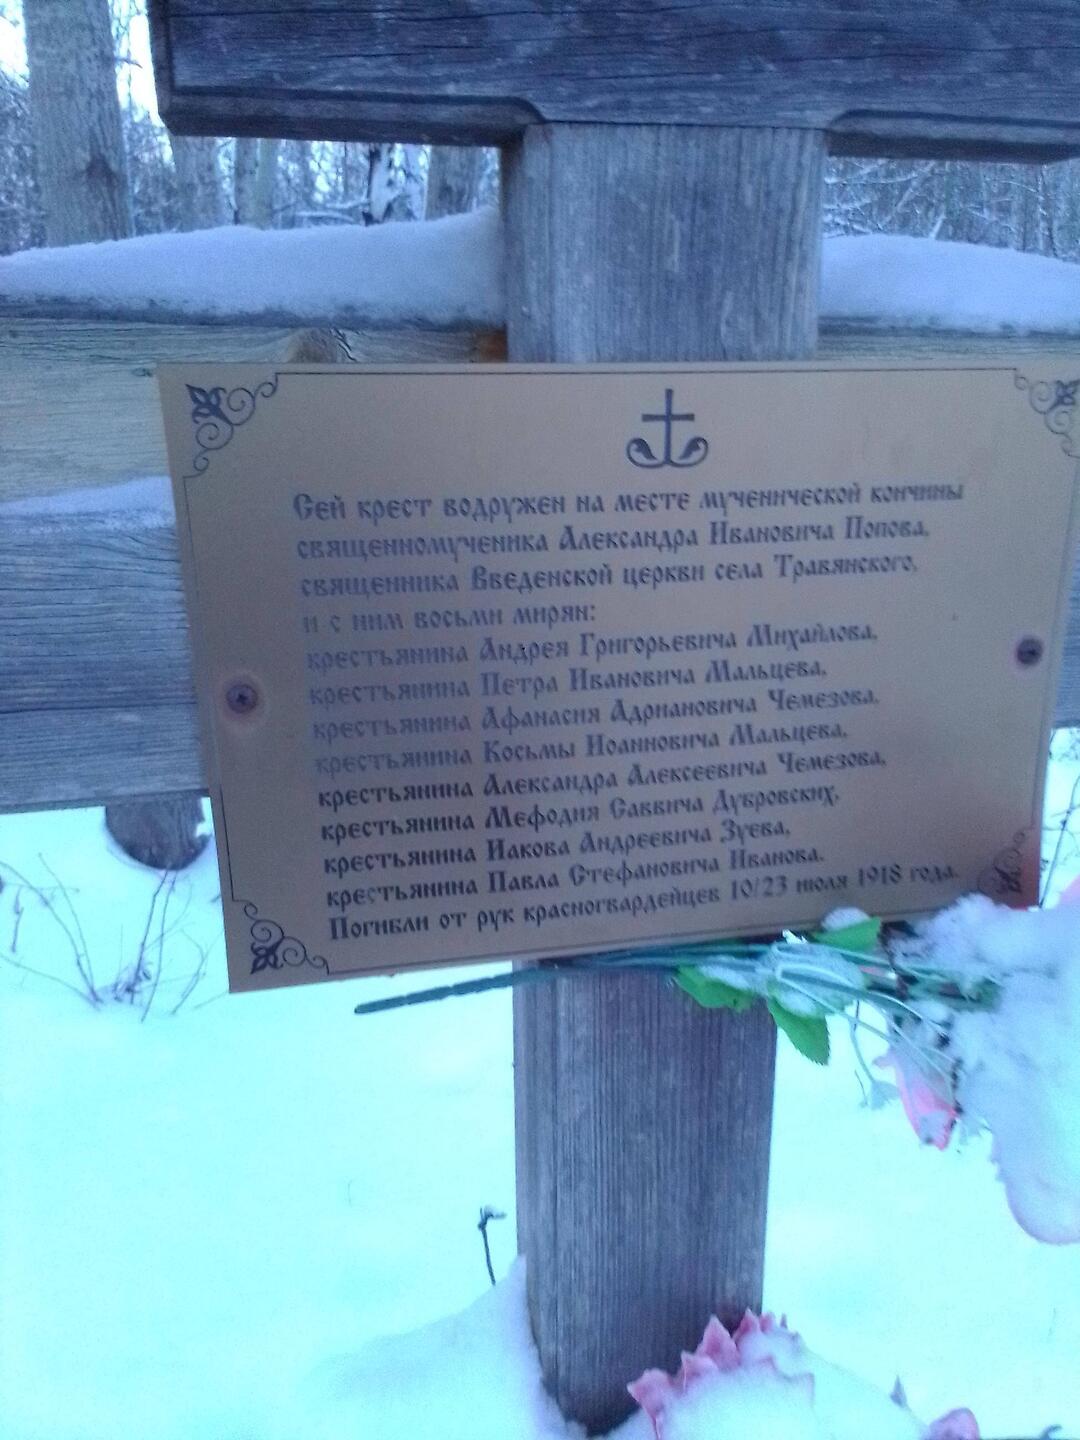 Сей крест водружен на месте мученической кончины
священномученика Александра Ивановича Попова,
священника Введенской церкви села Травянского,
и с ним восьми мирян:
крестьянина Андрея Григорьевича Михайлова,
крестьянина Петра Ивановича Мальцева,
крестьянина Афанасия Адриановича Чемезова,
крестьянина Косьмы Иоанновича Мальцева,
крестьянина Александра Алексеевича Чемезова,
крестьянина Мефодия Саввича Дубровских,
крестьянина Иакова Андреевича Зуева,
крестьянина Павла Стефановича Иванова.
Погибли от рук красногвардейцев 10/23 июля 1918 года.